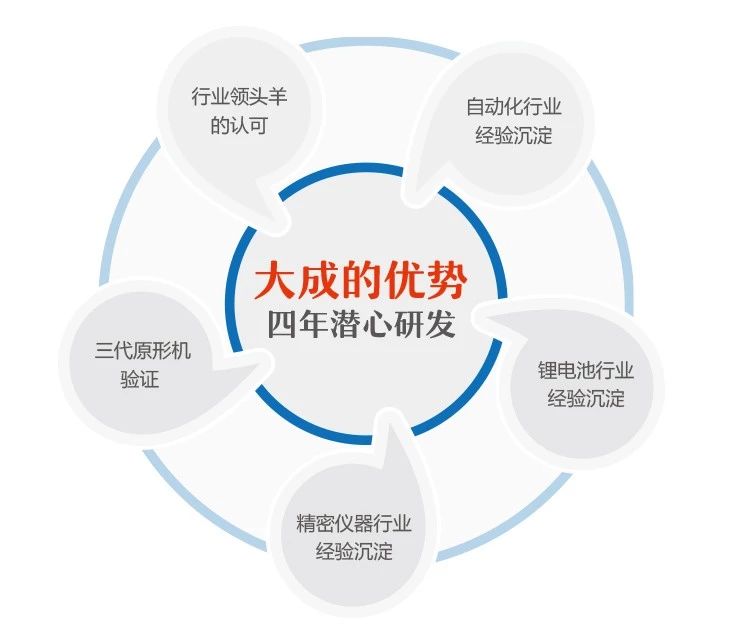 行业领头羊
的认可
自动化行业
经验沉淀
大成的优势
四年潜心研发
三代原形机
验证
锂电池行业
经验沉淀
精密仪器行业
经验沉淀